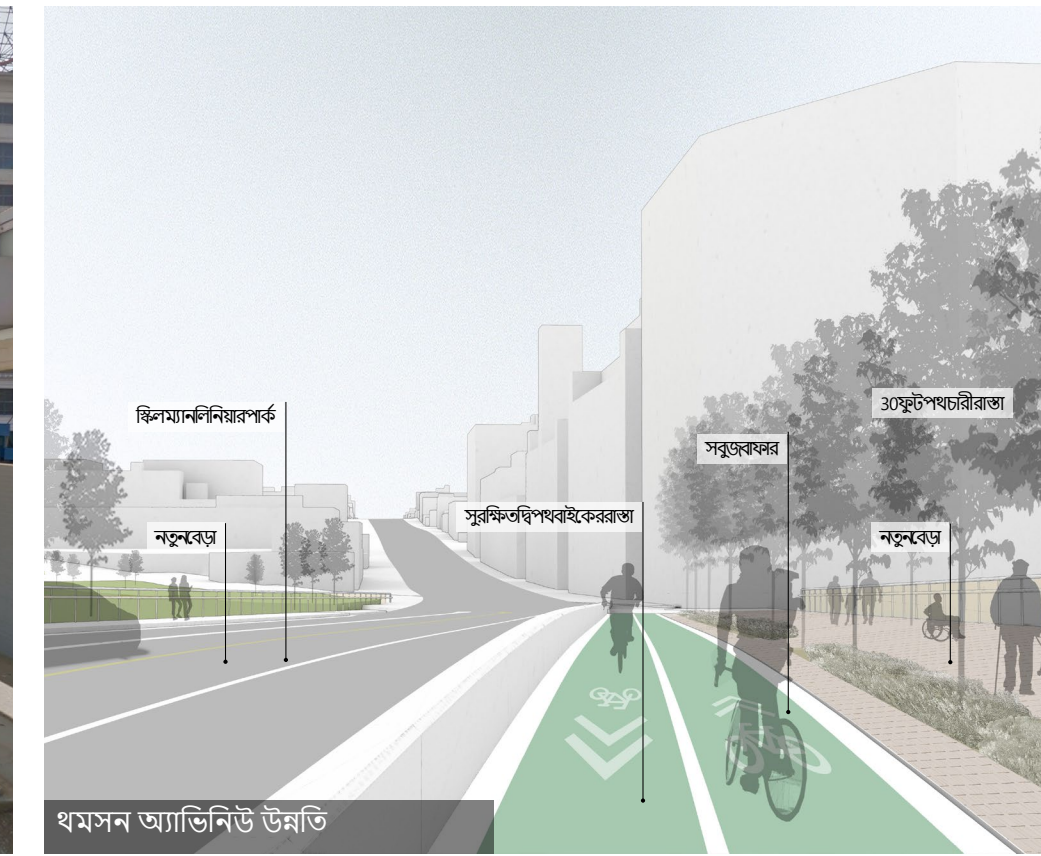 স্কিলম্যানলিনিয়ারপার্ক
30ফুটপথচারীরাস্তা
সবুজবাফার
সুরক্ষিতদ্বিপথবাইকেররাস্তা
নতুনবেড়া
নতুনবেড়া
থমসন অ্যাভিনিউ উন্নতি